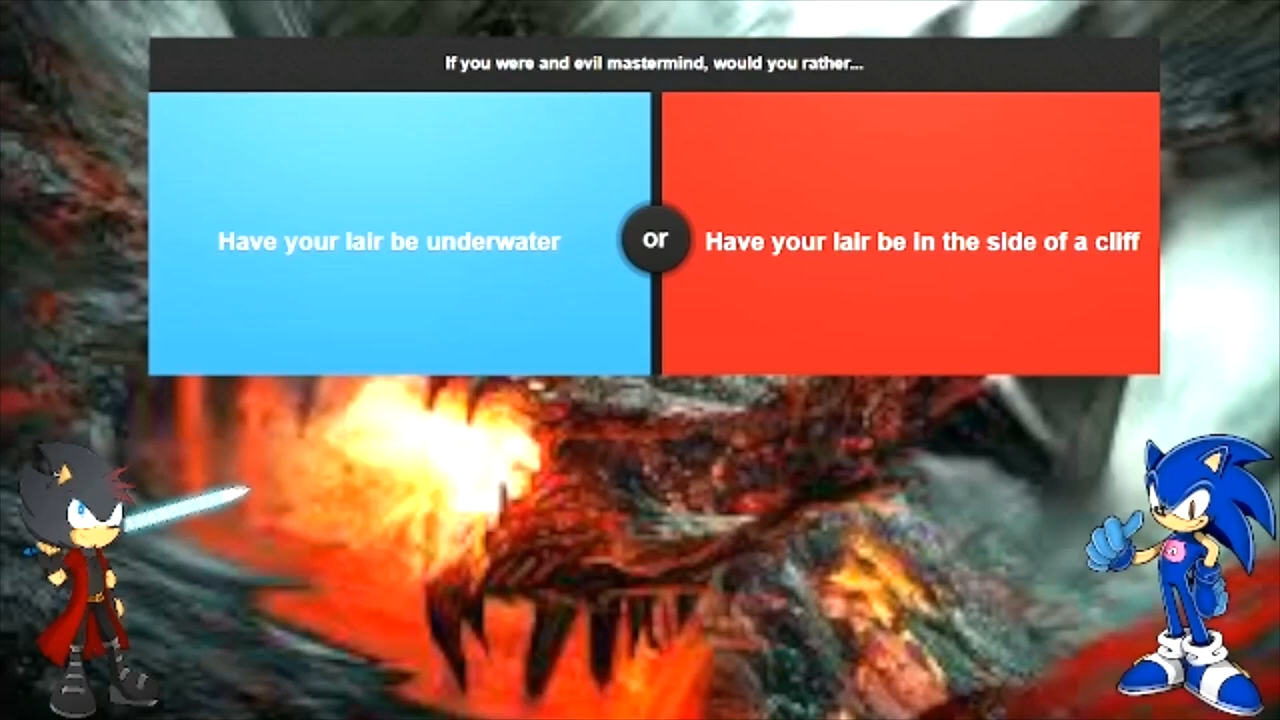 If you were and evil mastermind, would you rather...
Have your lair be underwater
or
Have your lair be in the side of a cliff